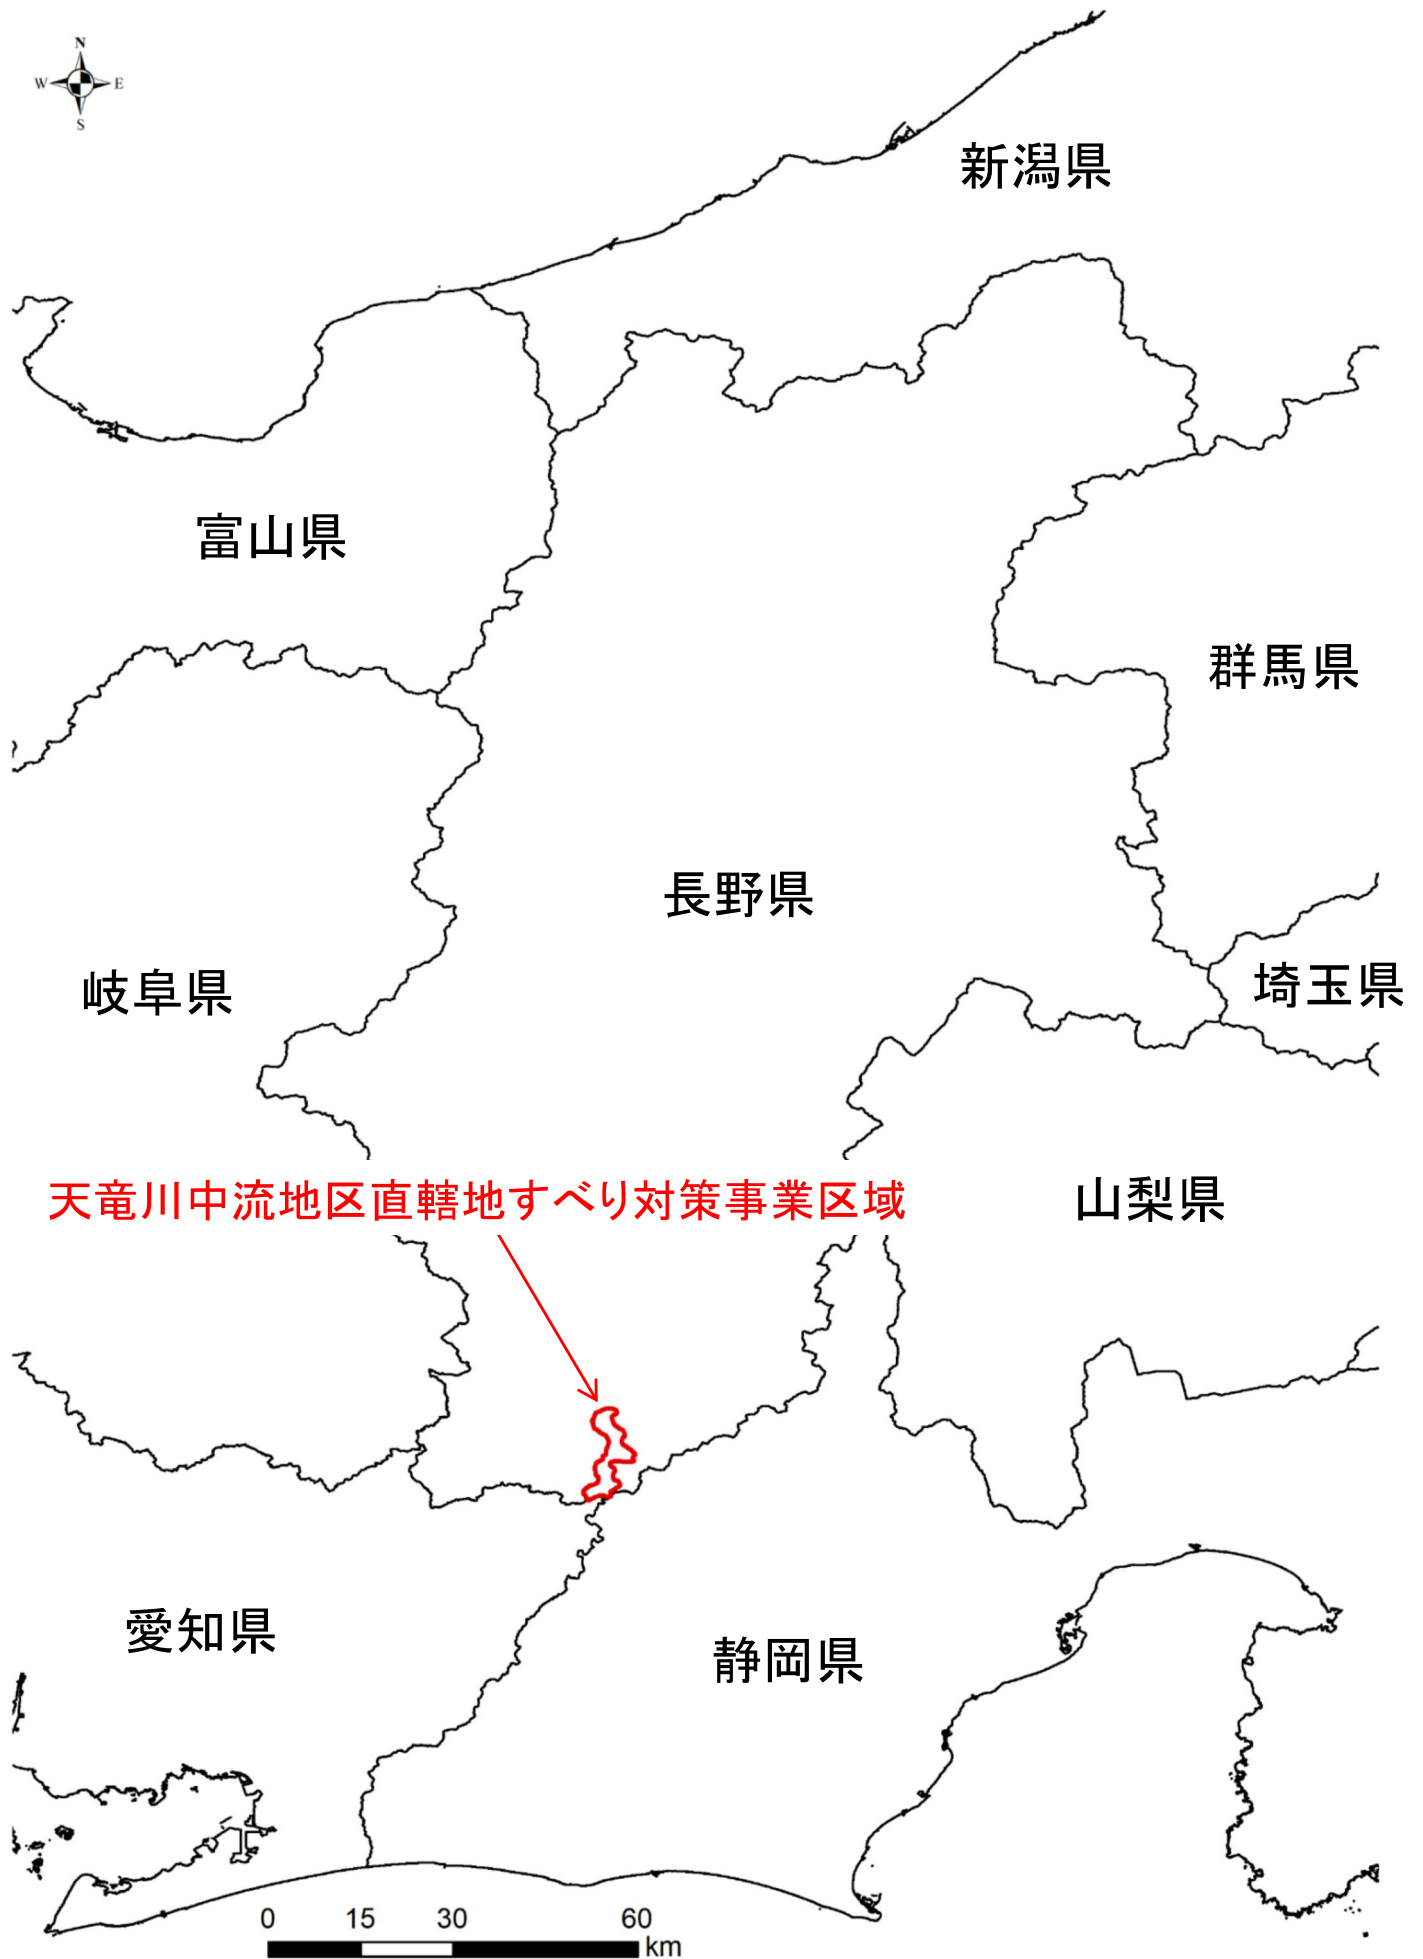 N
W E
S
新潟県
富山県
群馬県
長野県
岐阜県
埼玉県
天竜川中流地区直轄地すべり対策事業区域
山梨県
愛知県
静岡県
0 15 30 60
km